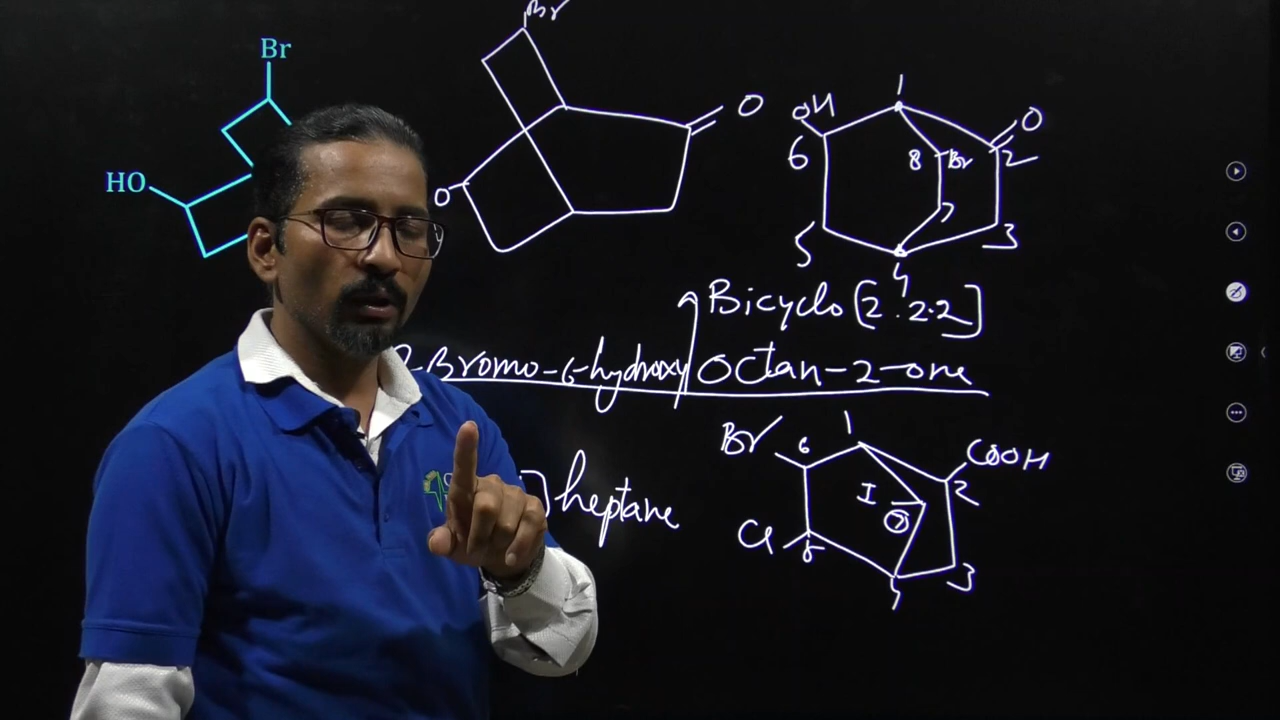 Br
HO
Br
O
O
OH
1
O
6
8
Br
2
7
5
3
4
Bicyclo [2.2.2]
Bromo-6-hydroxy Octan-2-one
1
Br
6
COOH
2
I
7
Cl
5
3
4
] heptane